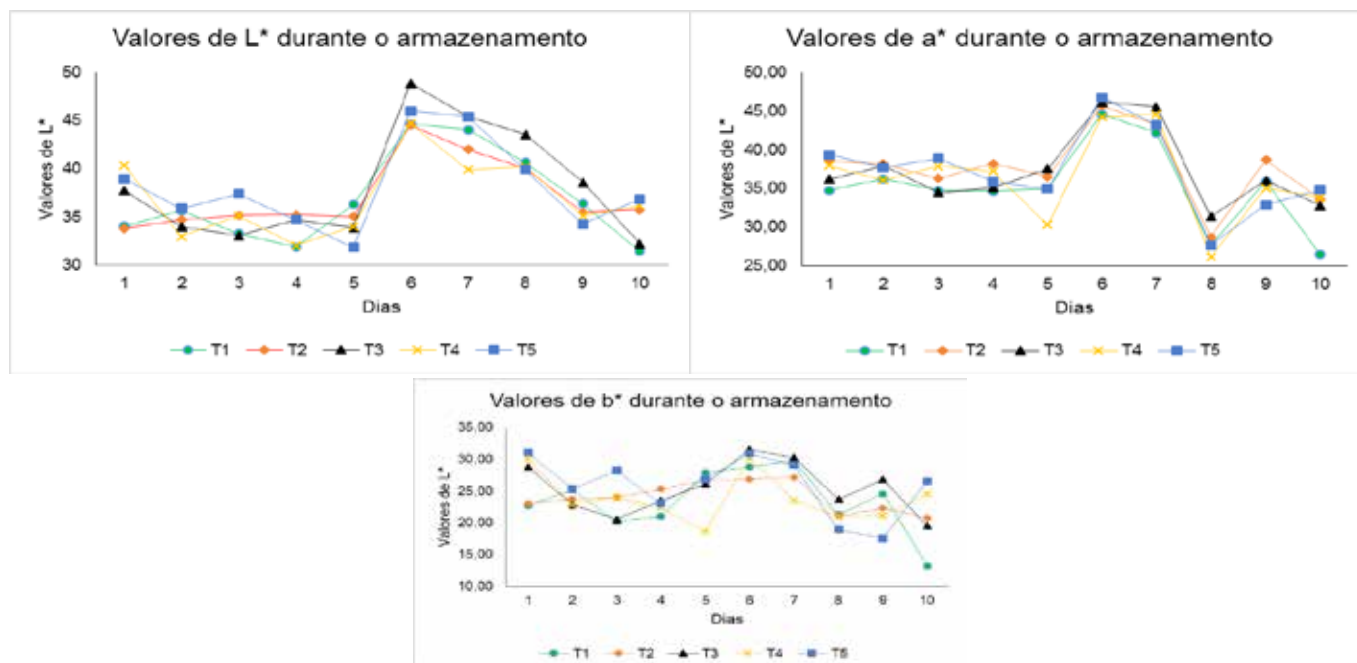 Valores de L* durante o armazenamento
Valores de L*
50
45
40
35
30
1 2 3 4 5 6 7 8 9 10
Dias
T1 T2 T3 T4 T5
Valores de a* durante o armazenamento
Valores de L*
50,00
45,00
40,00
35,00
30,00
25,00
1 2 3 4 5 6 7 8 9 10
Dias
T1 T2 T3 T4 T5
Valores de b* durante o armazenamento
Valores de L*
35,00
30,00
25,00
20,00
15,00
10,00
1 2 3 4 5 6 7 8 9 10
Dias
T1 T2 T3 T4 T5